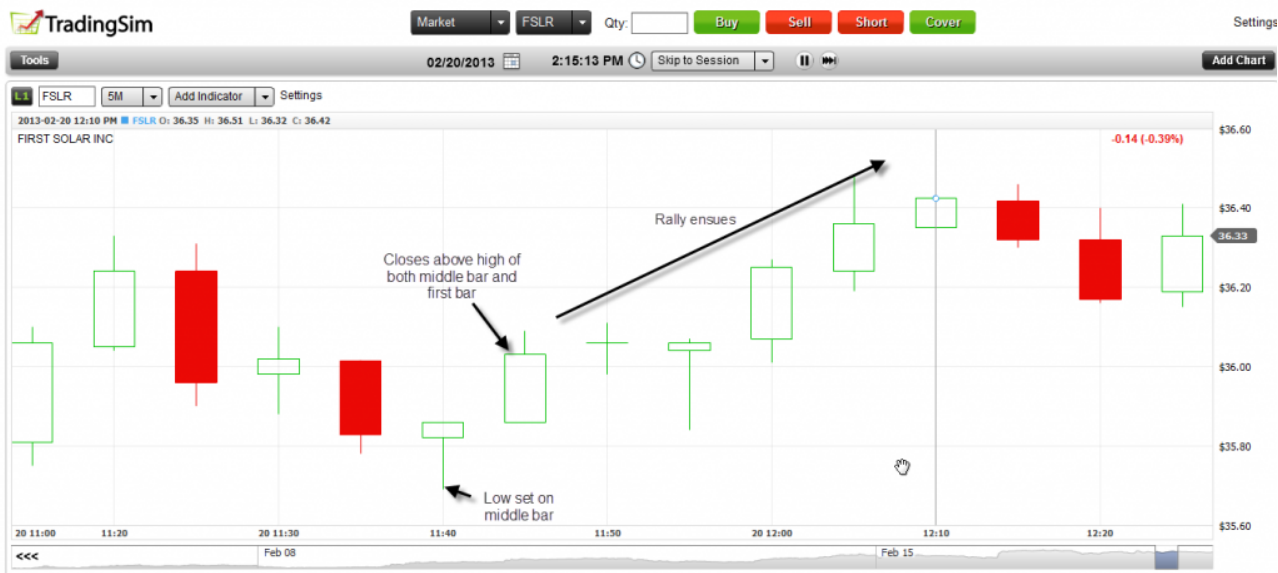 TradingSim
Market FSLR Qty: Buy Sell Short Cover Settings
Tools 02/20/2013 2:15:13 PM Skip to Session Add Chart
L1 FSLR 5M Add Indicator Settings
2013-02-20 12:10 PM FSLR O: 36.35 H: 36.51 L: 36.32 C: 36.42
FIRST SOLAR INC
-0.14 (-0.39%)
$36.60
Rally ensues
$36.40
36.33
Closes above high of
both middle bar and
first bar
$36.20
$36.00
$35.80
Low set on
middle bar
$35.60
20 11:00 11:20 20 11:30 11:40 11:50 20 12:00 12:10 12:20
<<< Feb 08 Feb 15